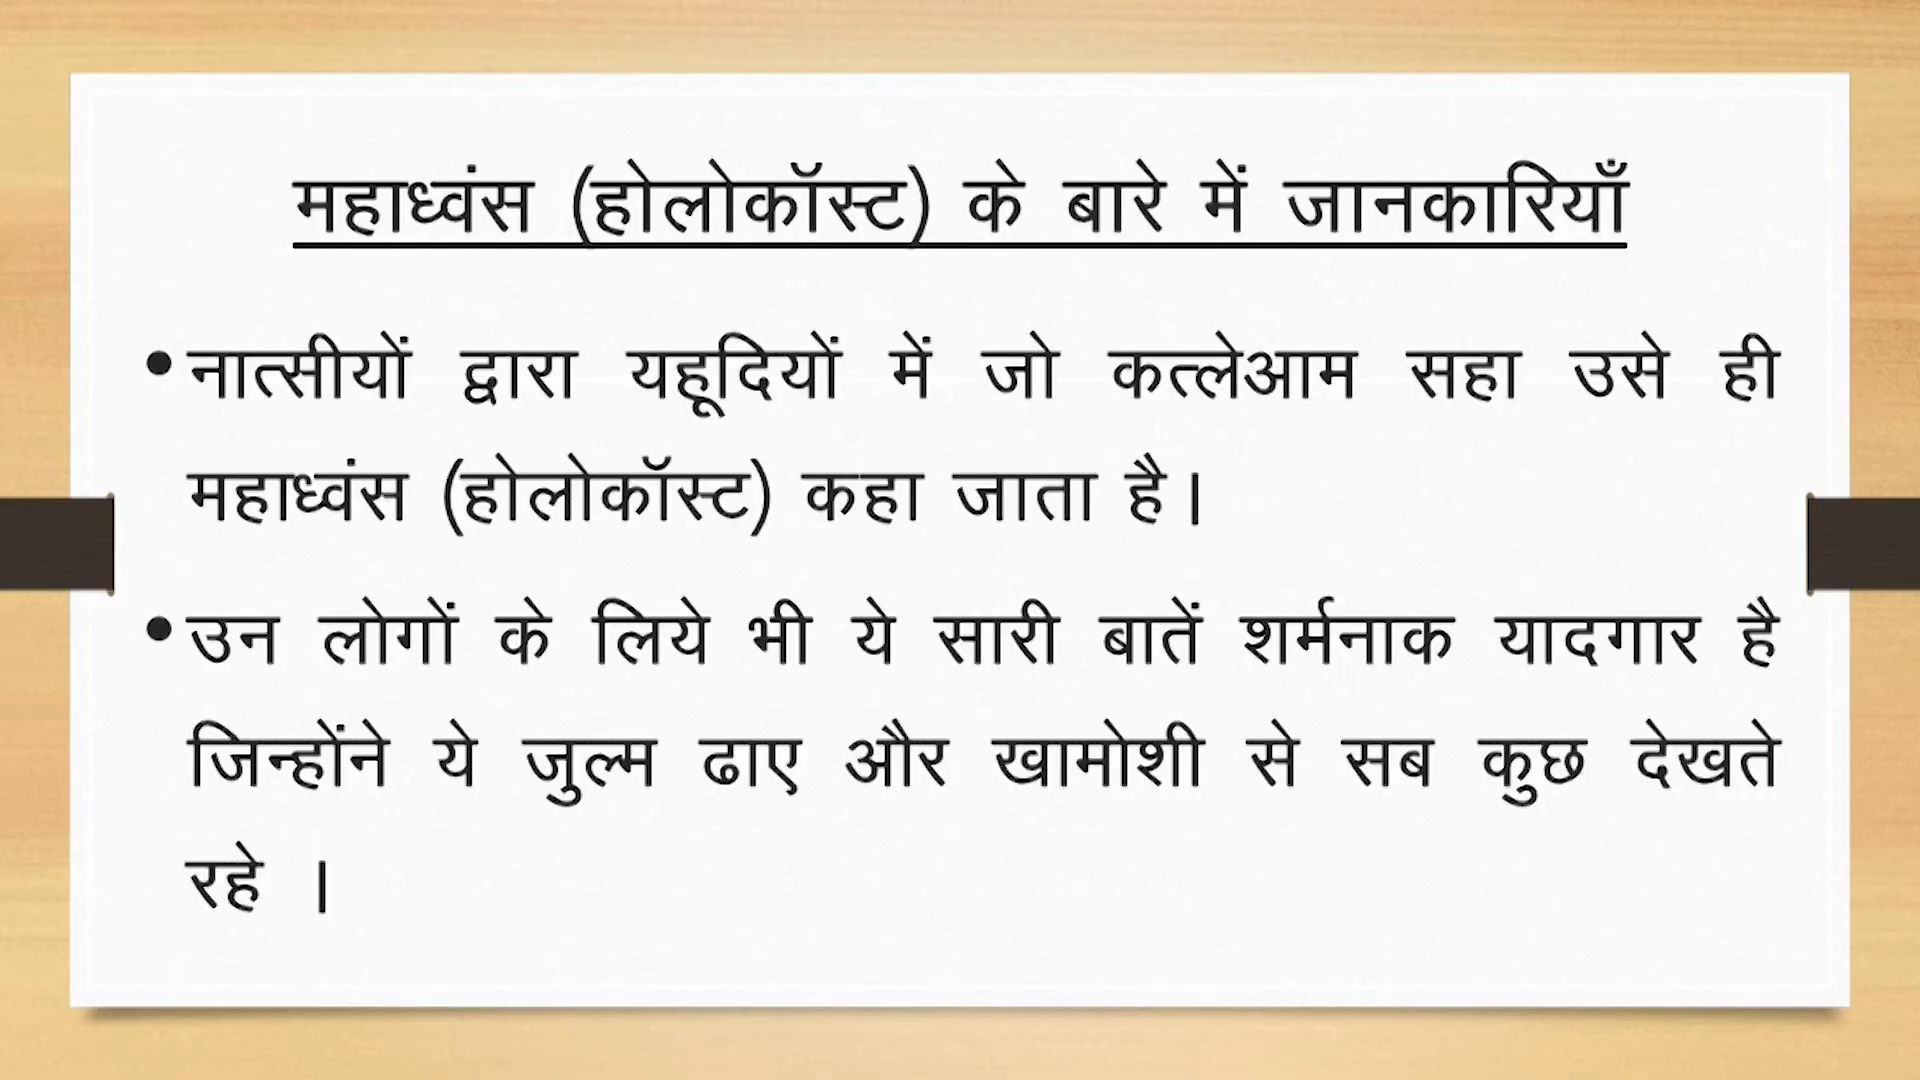 महाध्वंस (होलोकॉस्ट) के बारे में जानकारियाँ
• नात्सीयों द्वारा यहूदियों में जो कत्लेआम सहा उसे ही
महाध्वंस (होलोकॉस्ट) कहा जाता है।
• उन लोगों के लिये भी ये सारी बातें शर्मनाक यादगार है
जिन्होंने ये जुल्म ढाए और खामोशी से सब कुछ देखते
रहे ।